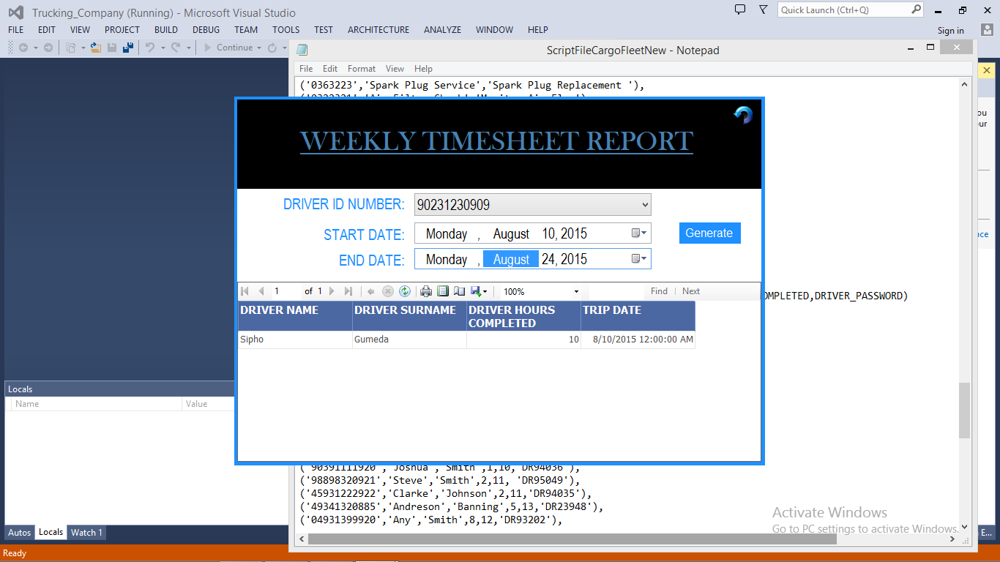 Trucking_Company (Running) - Microsoft Visual Studio
Quick Launch (Ctrl+Q)
FILE EDIT VIEW PROJECT BUILD DEBUG TEAM TOOLS TEST ARCHITECTURE ANALYZE WINDOW HELP
Sign in
Continue
ScriptFileCargoFleetNew - Notepad
File Edit Format View Help
('0363223','Spark Plug Service','Spark Plug Replacement '),
WEEKLY TIMESHEET REPORT
DRIVER ID NUMBER: 90231230909
START DATE: Monday , August 10, 2015
Generate
END DATE: Monday , August 24, 2015
1 of 1 100% Find Next
OMPLETED,DRIVER_PASSWORD)
DRIVER NAME DRIVER SURNAME DRIVER HOURS COMPLETED TRIP DATE
Sipho Gumeda 10 8/10/2015 12:00:00 AM
Locals
Name Value
('90391111920','Joshua','Smith',1,10,'DR94036'),
('98898320921','Steve','Smith',2,11, 'DR95049'),
('45931222922','Clarke','Johnson',2,11,'DR94035'),
('49341320885','Andreson','Banning',5,13,'DR23948'),
('04931399920','Any','Smith',8,12,'DR93202'),
Activate Windows
Go to PC settings to activate Windows.
Autos Locals Watch 1
E...
Ready